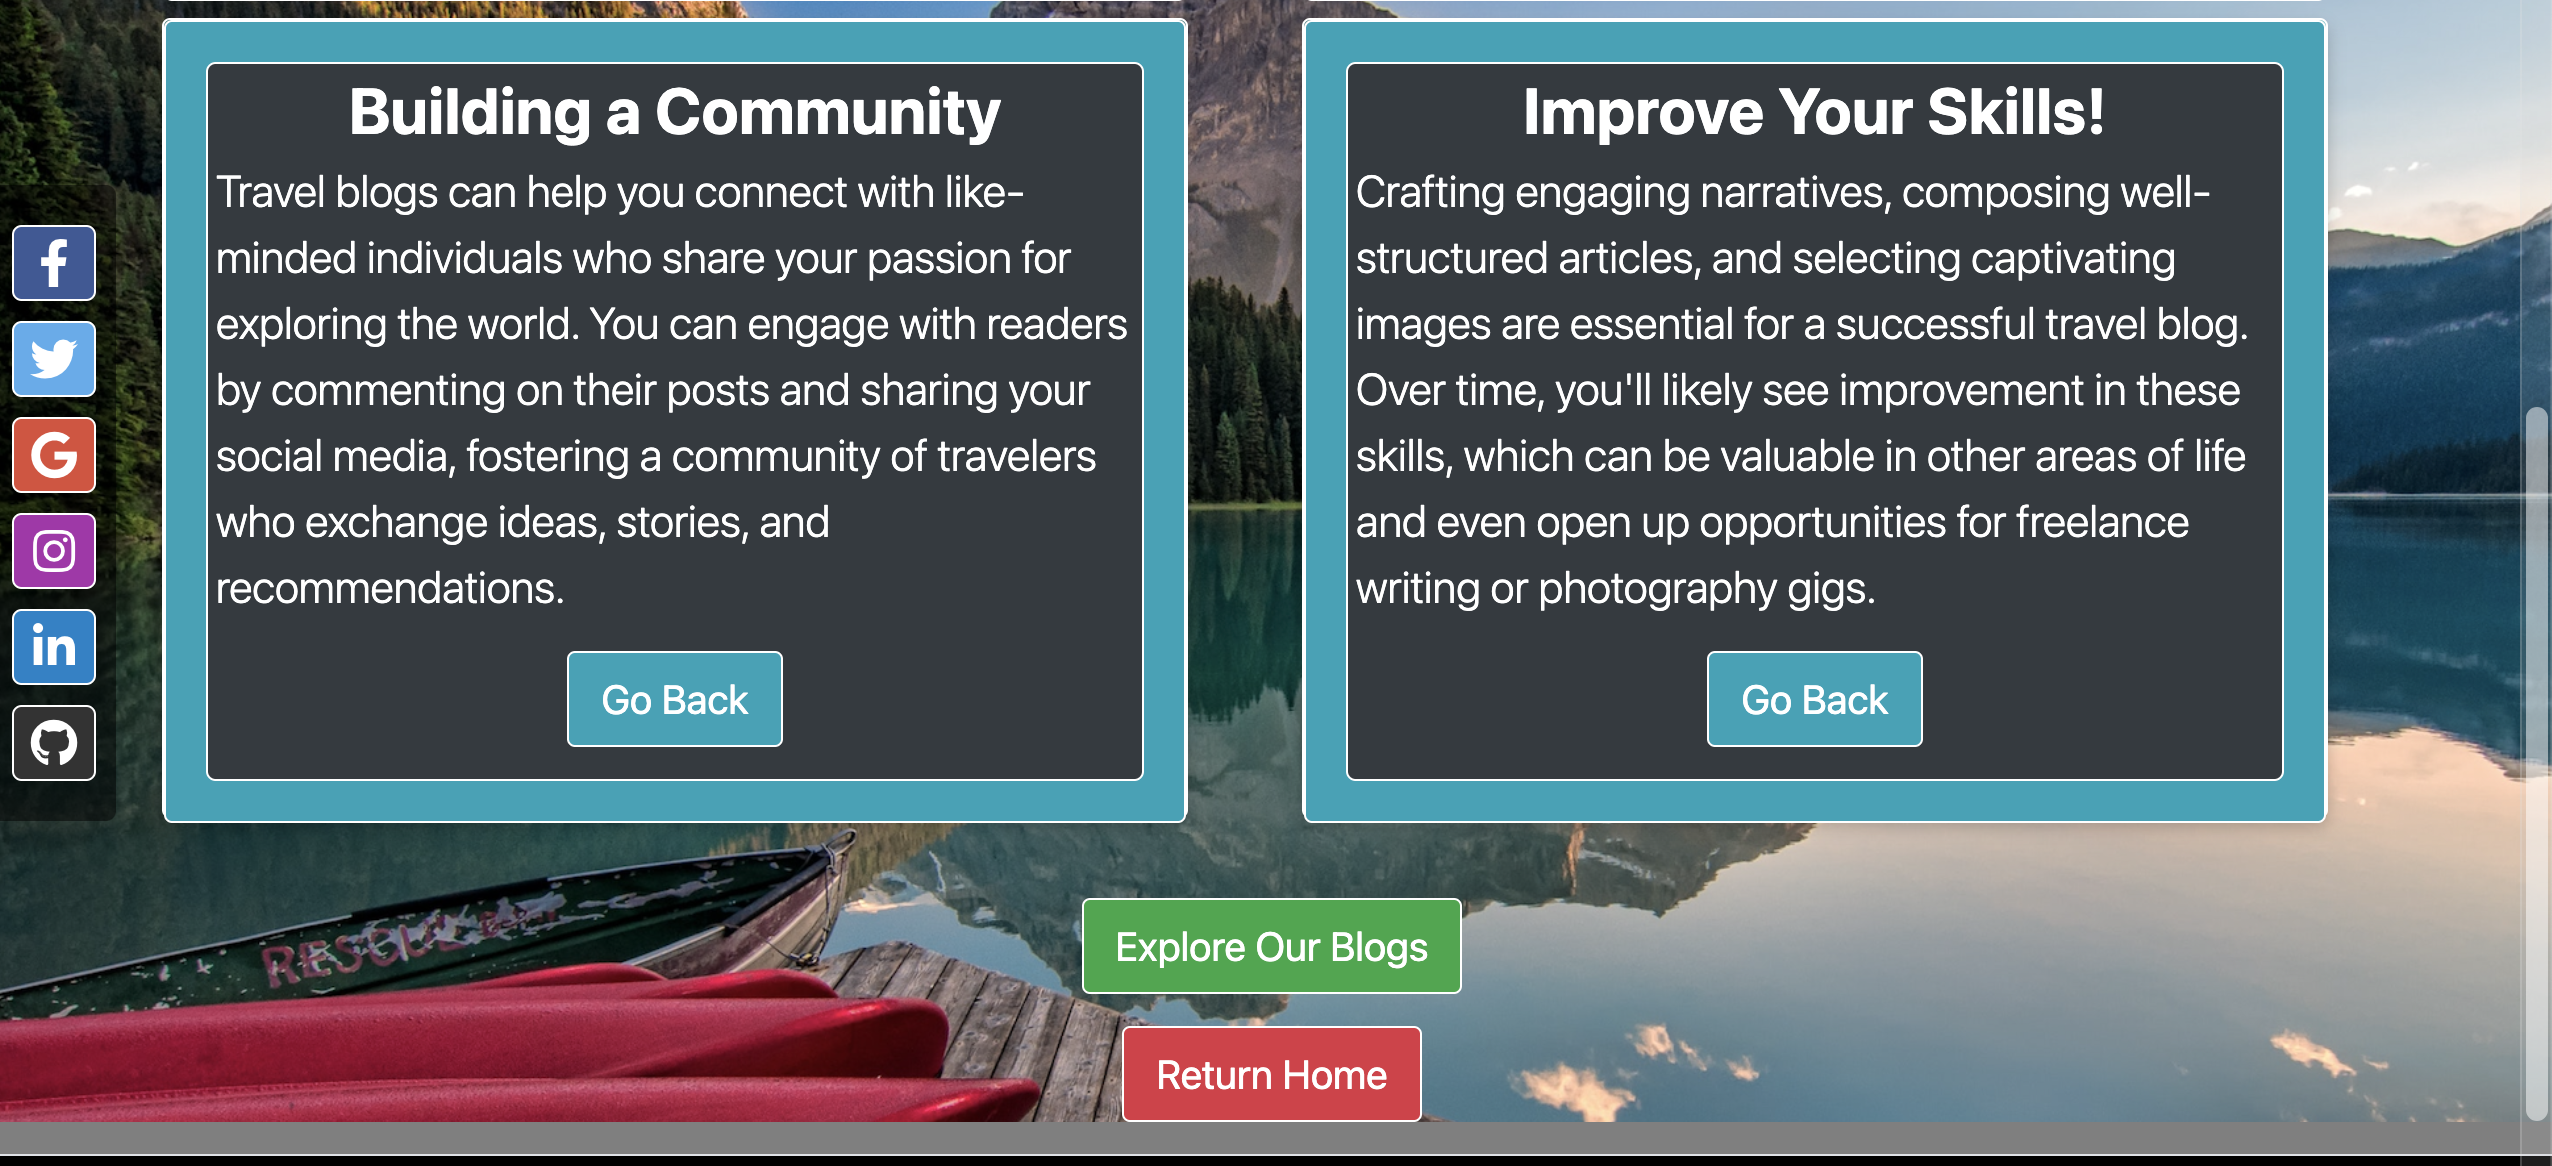 Building a Community
Travel blogs can help you connect with like-
minded individuals who share your passion for
exploring the world. You can engage with readers
by commenting on their posts and sharing your
social media, fostering a community of travelers
who exchange ideas, stories, and
recommendations.
Go Back
Improve Your Skills!
Crafting engaging narratives, composing well-
structured articles, and selecting captivating
images are essential for a successful travel blog.
Over time, you'll likely see improvement in these
skills, which can be valuable in other areas of life
and even open up opportunities for freelance
writing or photography gigs.
Go Back
f
G
in
RESCUE
Explore Our Blogs
Return Home